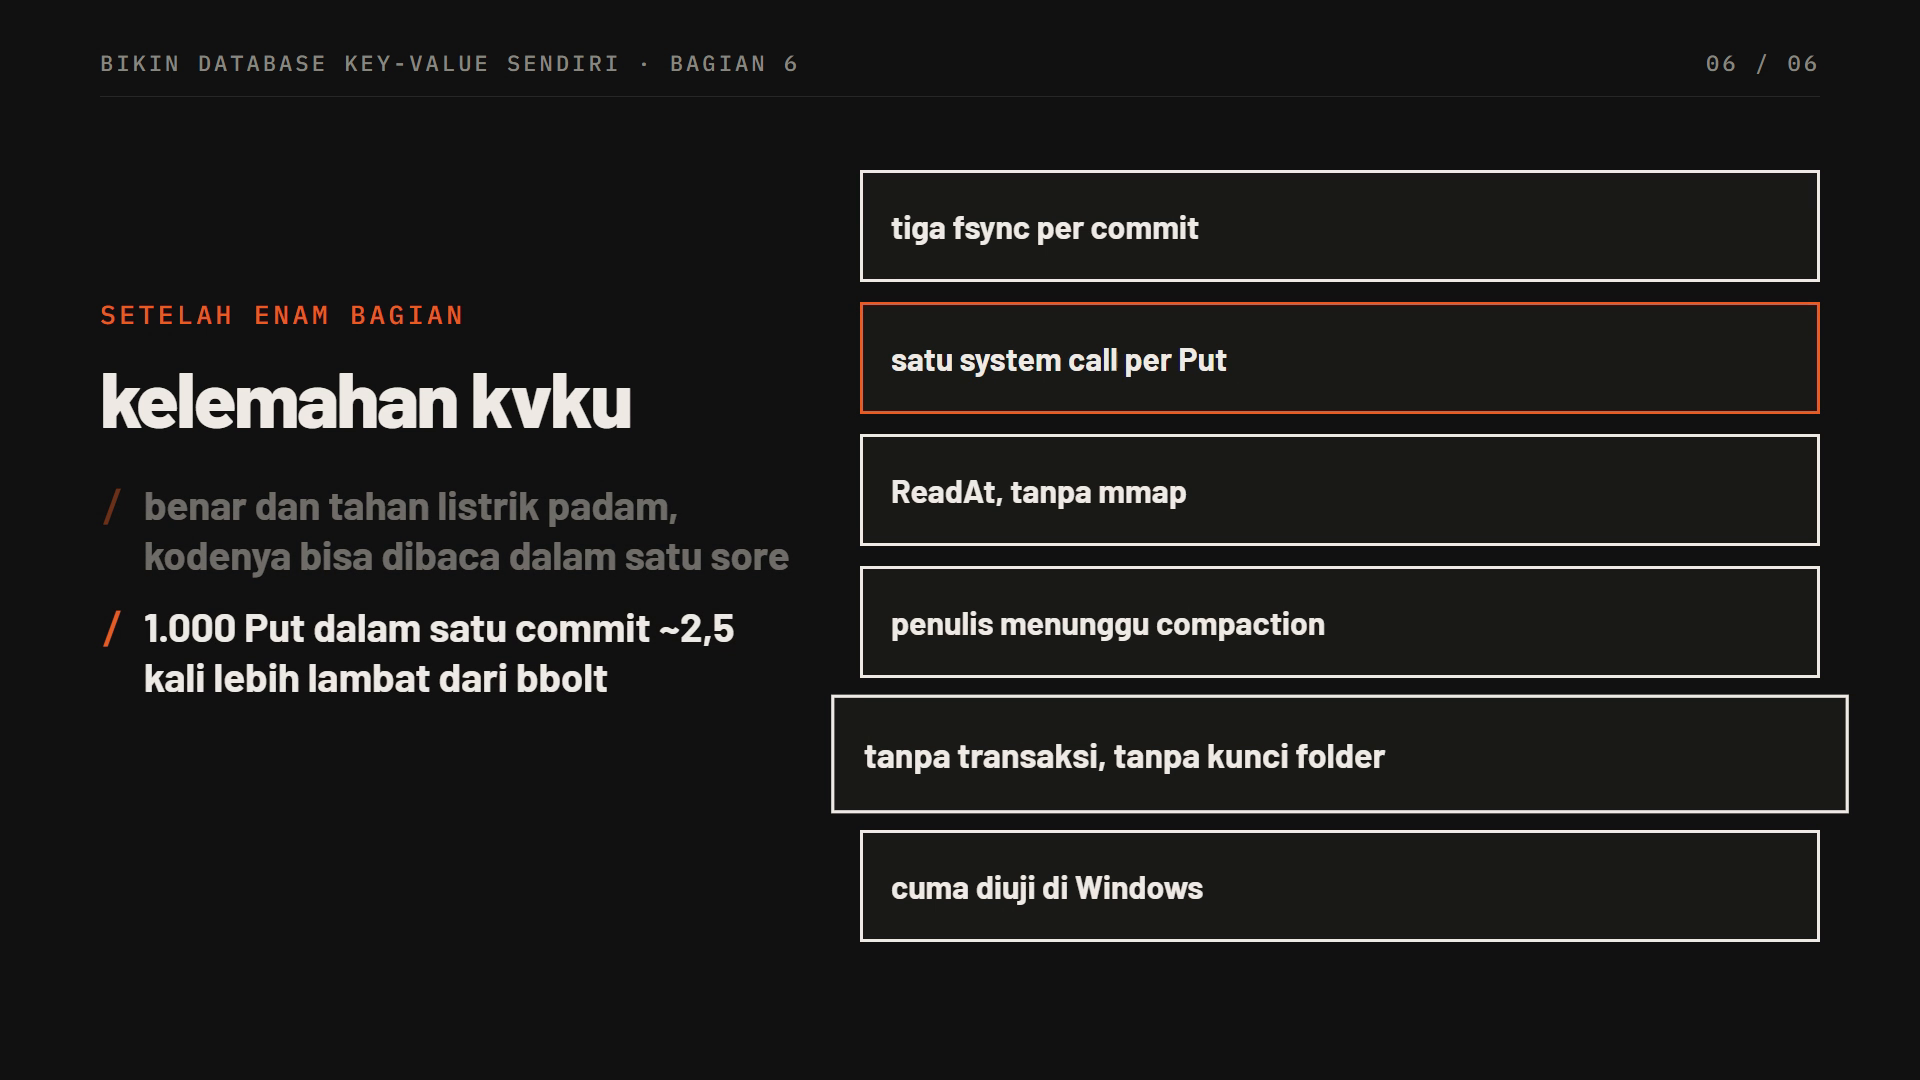 BIKIN DATABASE KEY-VALUE SENDIRI · BAGIAN 6
06 / 06
SETELAH ENAM BAGIAN
kelemahan kvku
/ benar dan tahan listrik padam,
kodenya bisa dibaca dalam satu sore
/ 1.000 Put dalam satu commit ~2,5
kali lebih lambat dari bbolt
tiga fsync per commit
satu system call per Put
ReadAt, tanpa mmap
penulis menunggu compaction
tanpa transaksi, tanpa kunci folder
cuma diuji di Windows